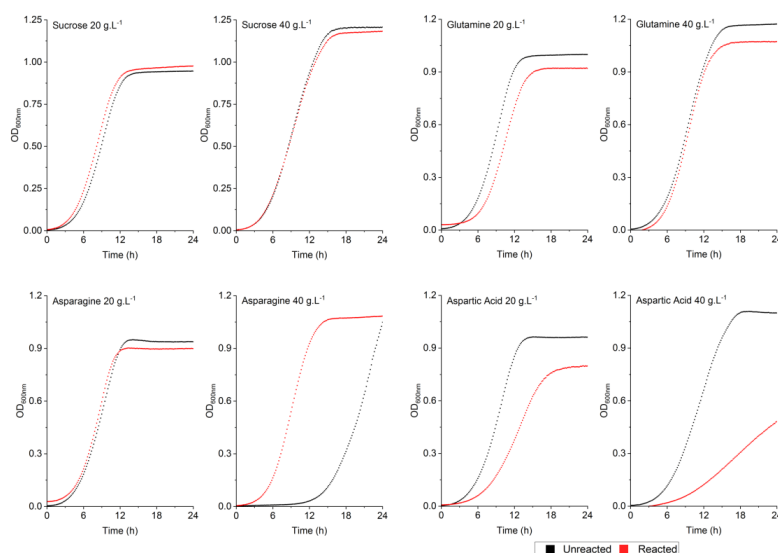 Sucrose 20 g.L⁻¹
1.25
1.00
0.75
0.50
0.25
0.00
OD600nm
0 6 12 18 24
Time (h)
Sucrose 40 g.L⁻¹
1.25
1.00
0.75
0.50
0.25
0.00
OD600nm
0 6 12 18 24
Time (h)
Glutamine 20 g.L⁻¹
1.2
0.9
0.6
0.3
0.0
OD600nm
0 6 12 18 24
Time (h)
Glutamine 40 g.L⁻¹
1.2
0.9
0.6
0.3
0.0
OD600nm
0 6 12 18 24
Time (h)
Asparagine 20 g.L⁻¹
1.2
0.9
0.6
0.3
0.0
OD600nm
0 6 12 18 24
Time (h)
Asparagine 40 g.L⁻¹
1.2
0.9
0.6
0.3
0.0
OD600nm
0 6 12 18 24
Time (h)
Aspartic Acid 20 g.L⁻¹
1.2
0.9
0.6
0.3
0.0
OD600nm
0 6 12 18 24
Time (h)
Aspartic Acid 40 g.L⁻¹
1.2
0.9
0.6
0.3
0.0
OD600nm
0 6 12 18 24
Time (h)
Unreacted Reacted